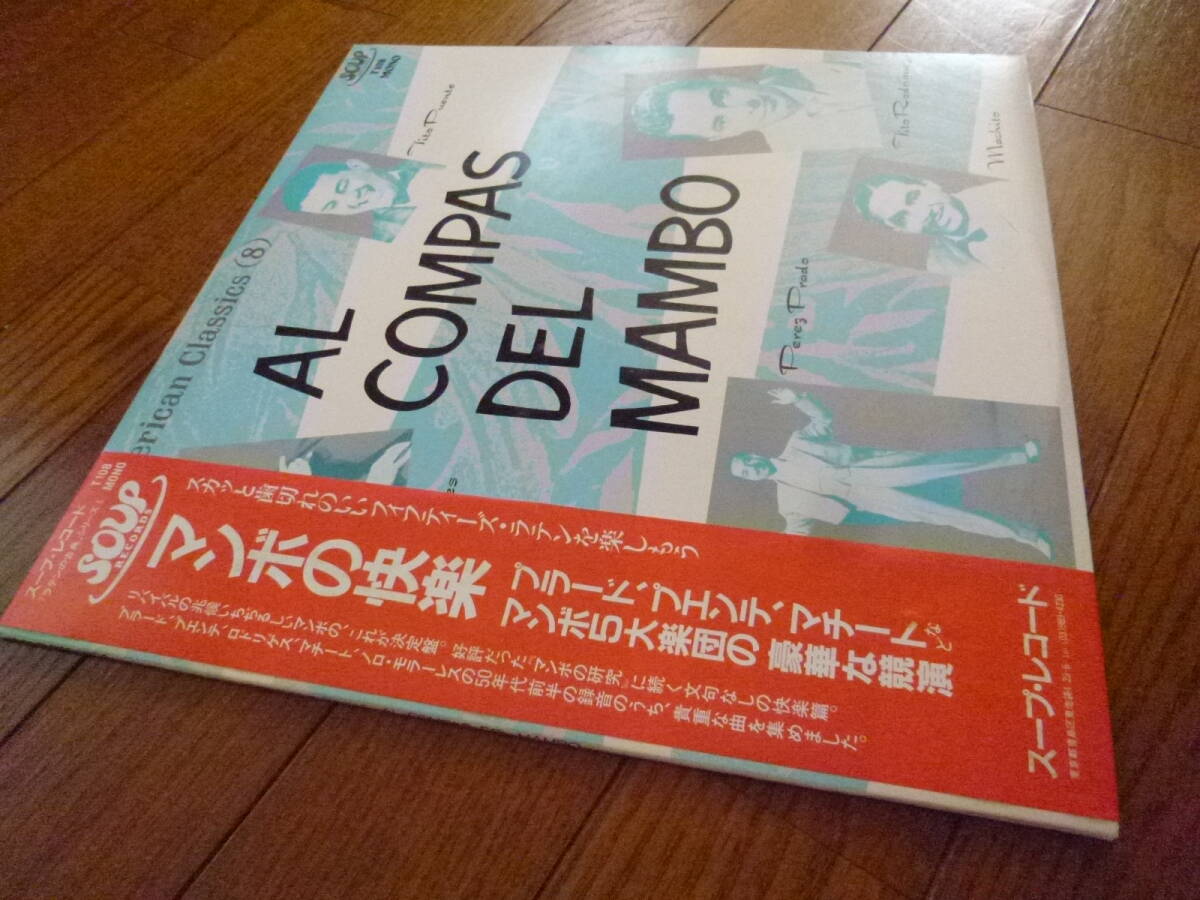 SOUP
T-108
MONO
Tito Puente
Machito
Perez Prado
erican Classics (8)
AL
COMPAS
DEL
MAMBO
es
T-108
MONO
スープ・レコード
SOUP
RECORDS
スカッと歯切れのいいフィフティーズ・ラテンを楽しもう
マンボの快楽
プラード、プエンテ、マチートなど
マンボ5大楽団の豪華な競演
リバイバルの兆候いちぢるしいマンボの、これが決定盤。好評だった『マンボの研究』に続く文句なしの快楽篇。
プラード、プエンテ、ロドリゲス、マチート、ノロ・モラーレスの50年代前半の録音のうち、貴重な曲を集めました。
スープ・レコード